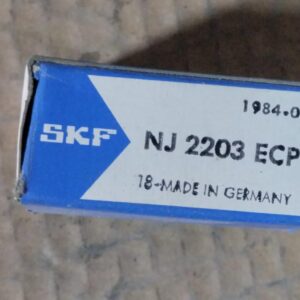 1984-0
SKF
NJ 2203 ECP
18-MADE IN GERMANY